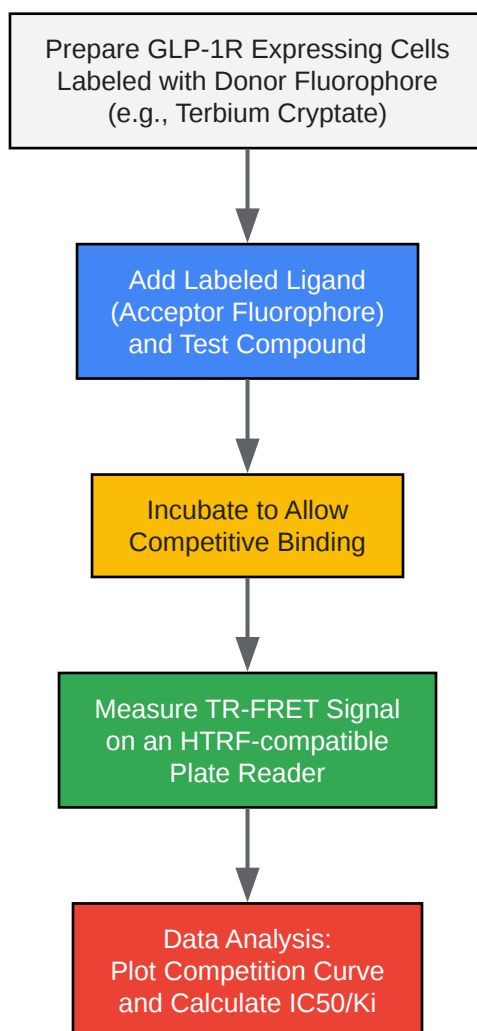 Prepare GLP-1R Expressing Cells
Labeled with Donor Fluorophore
(e.g., Terbium Cryptate)
Add Labeled Ligand
(Acceptor Fluorophore)
and Test Compound
Incubate to Allow
Competitive Binding
Measure TR-FRET Signal
on an HTRF-compatible
Plate Reader
Data Analysis:
Plot Competition Curve
and Calculate IC50/Ki